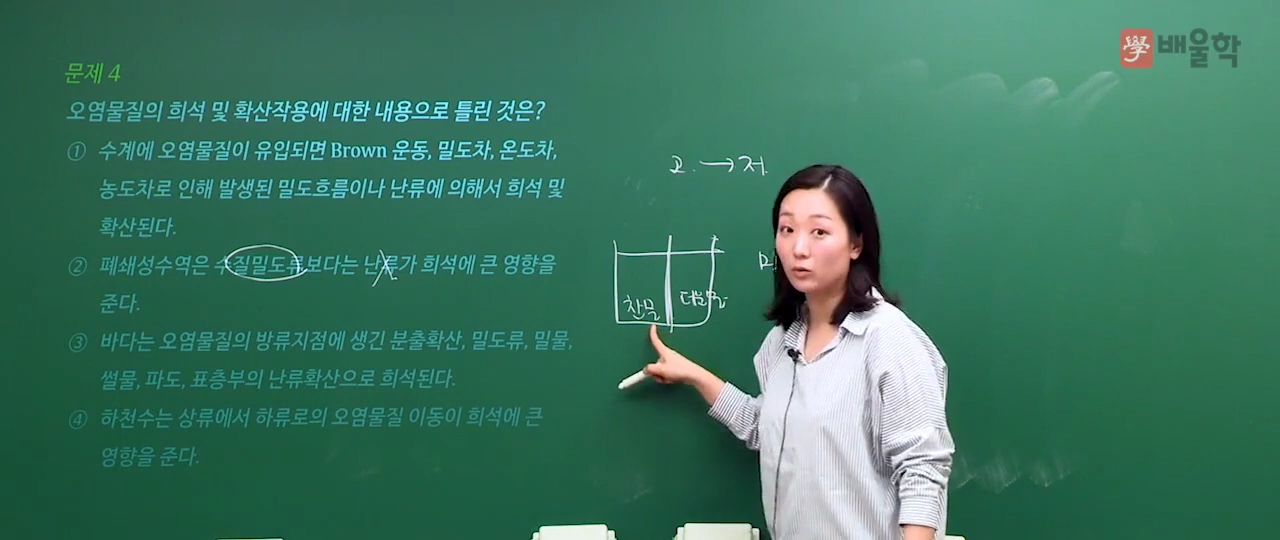 學 배울학
문제 4
오염물질의 희석 및 확산작용에 대한 내용으로 틀린 것은?
① 수계에 오염물질이 유입되면 Brown 운동, 밀도차, 온도차,
농도차로 인해 발생된 밀도흐름이나 난류에 의해서 희석 및
확산된다.
② 폐쇄성수역은 수질밀도류보다는 난류가 희석에 큰 영향을
준다.
③ 바다는 오염물질의 방류지점에 생긴 분출확산, 밀도류, 밀물,
썰물, 파도, 표층부의 난류확산으로 희석된다.
④ 하천수는 상류에서 하류로의 오염물질 이동이 희석에 큰
영향을 준다.
고. → 저.
찬물 더운물